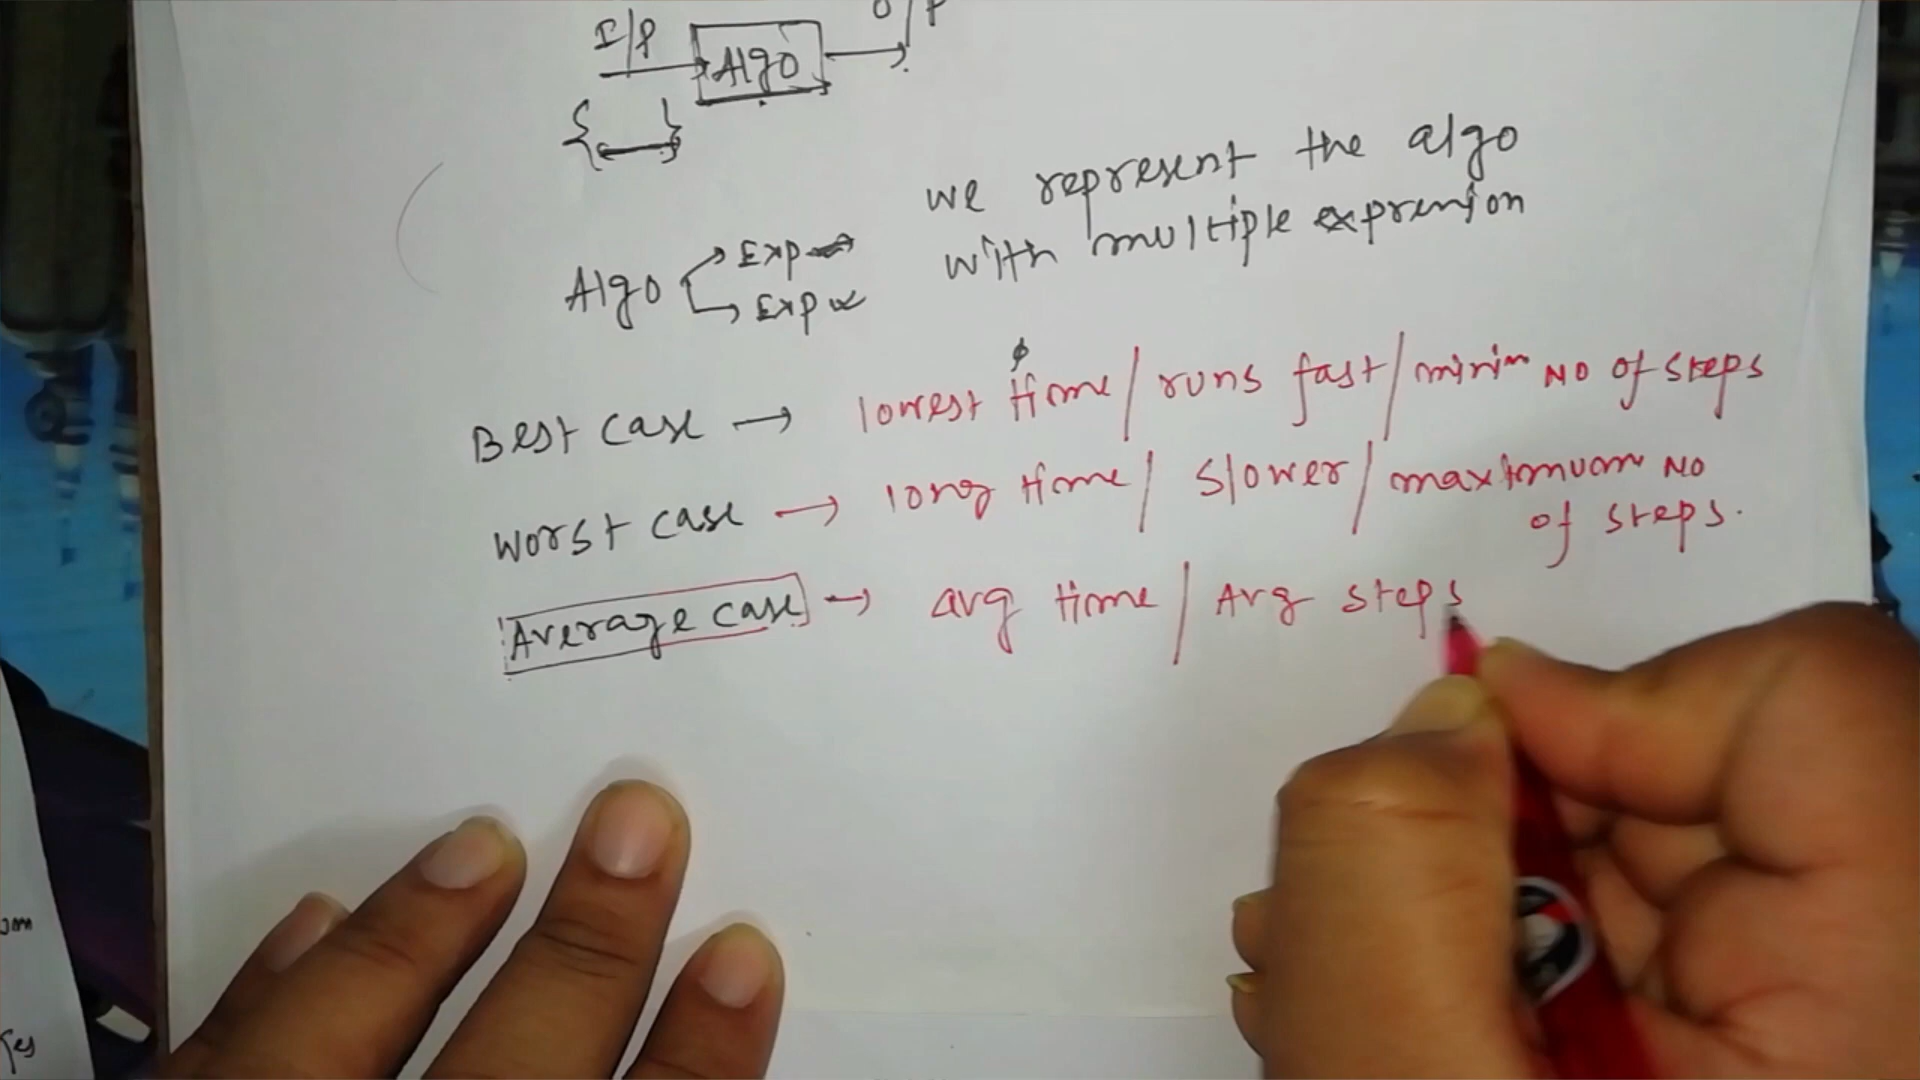 I/P Algo O/P
{ }
we represent the algo
with multiple expression
Algo Exp
Exp
Best case → lowest time / runs fast / minim No of steps
worst case → long time / slower / maximum No
of steps.
Average case → avg time / Avg steps